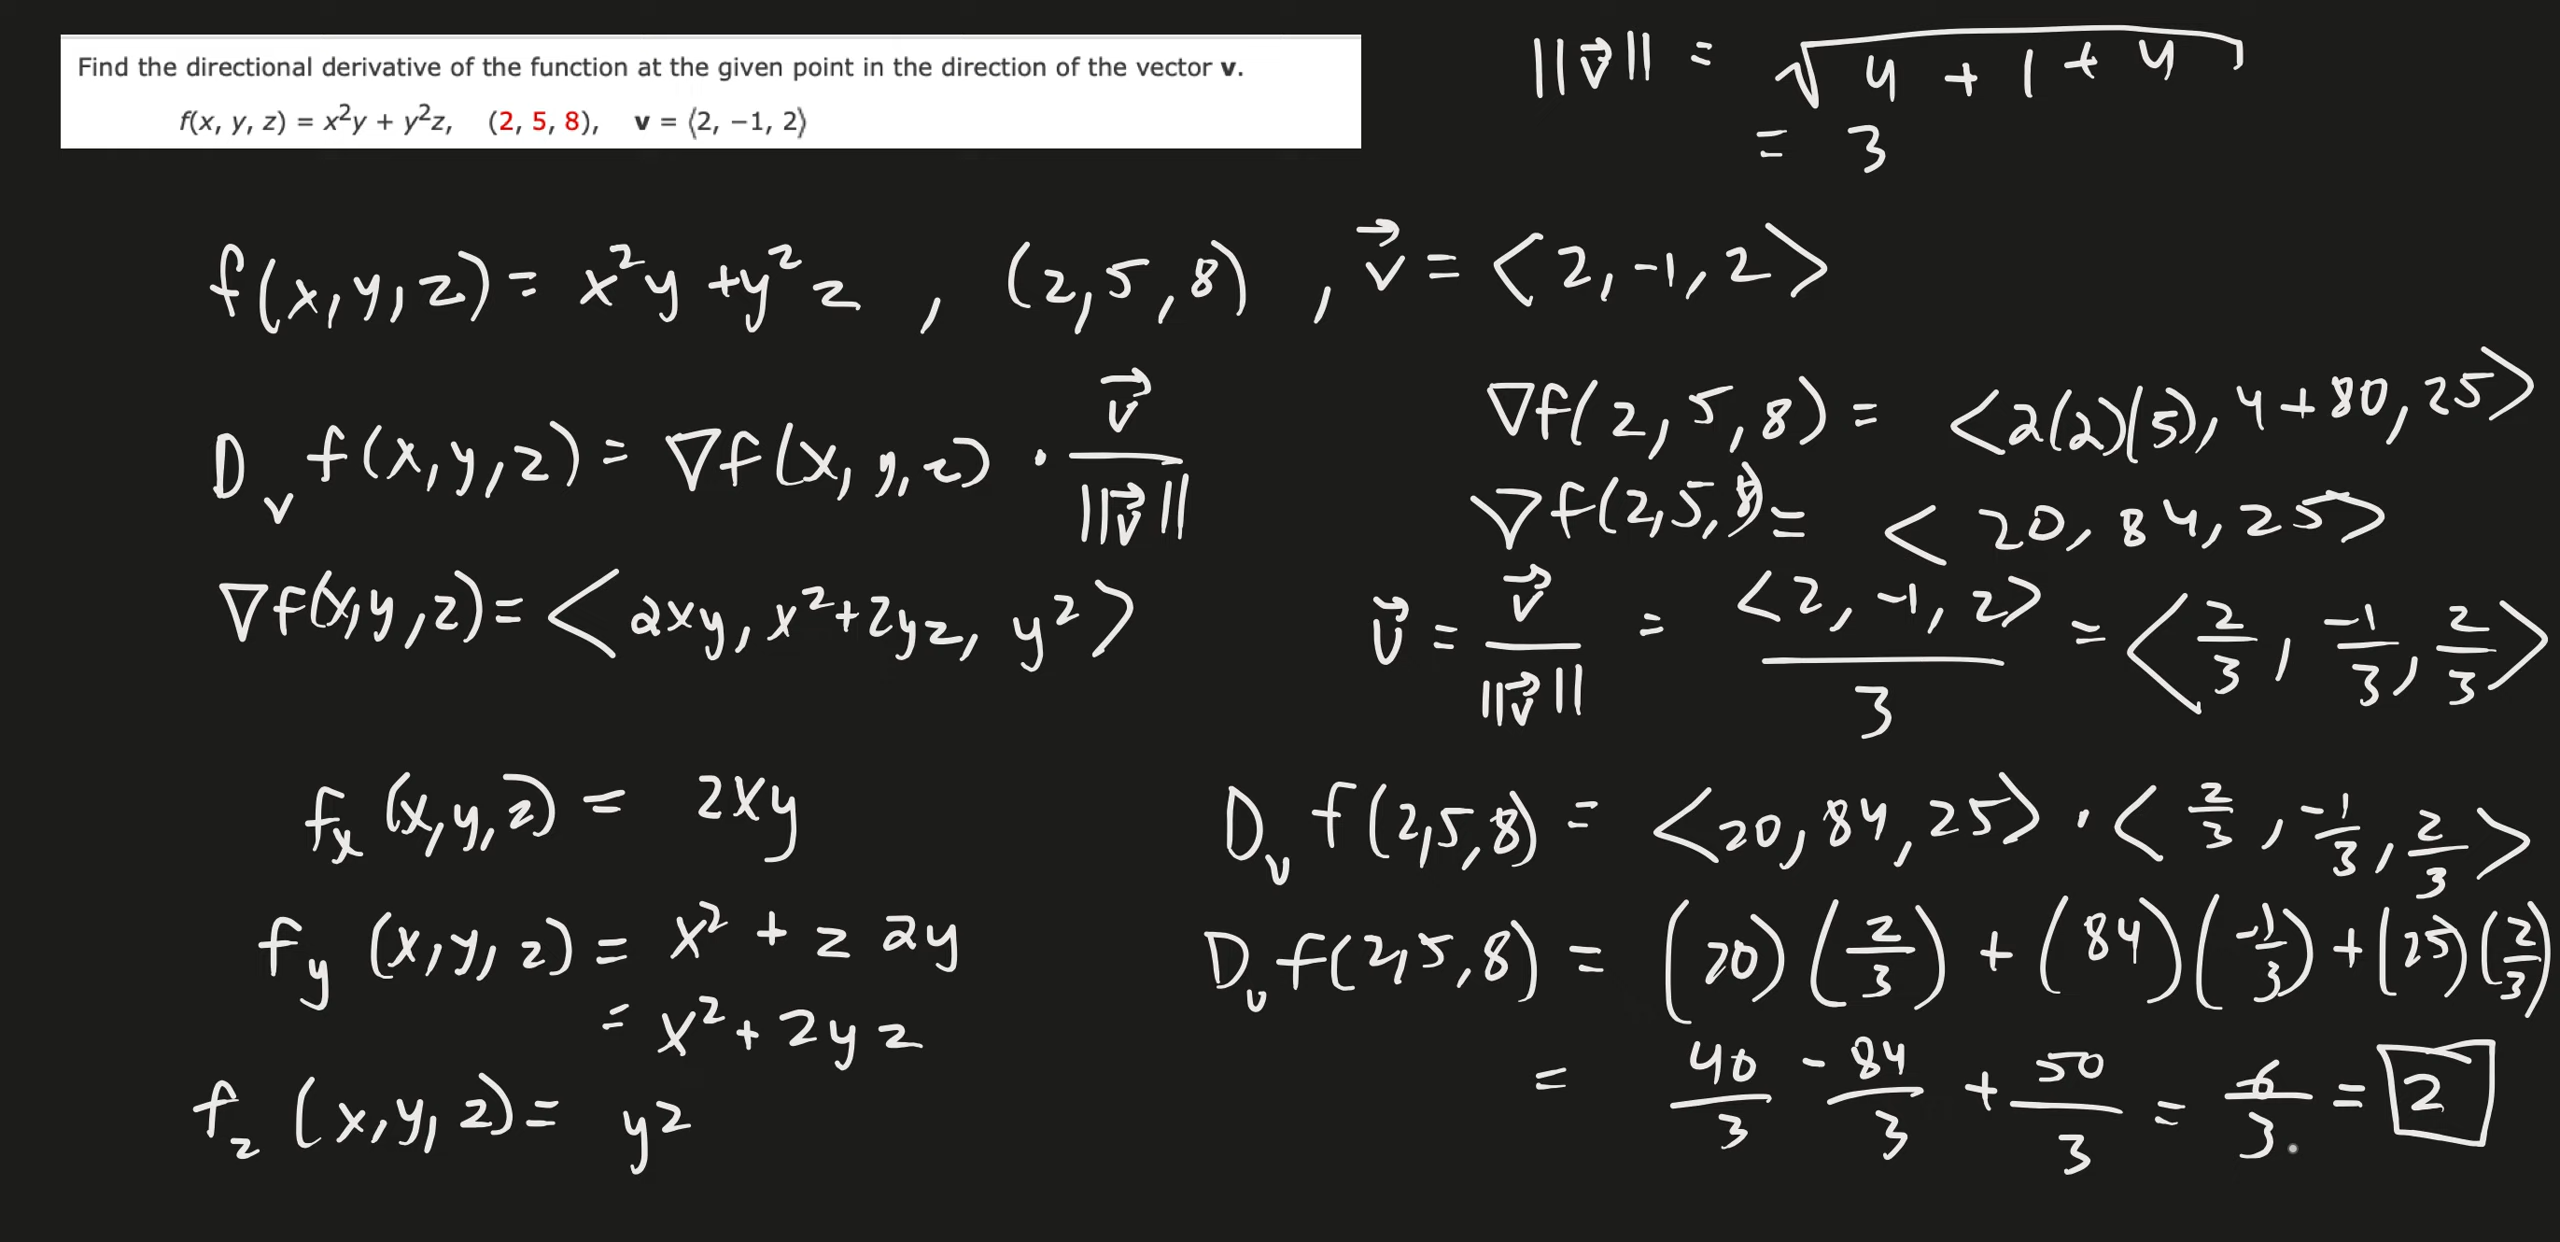 Find the directional derivative of the function at the given point in the direction of the vector v.
f(x, y, z) = x²y + y²z, (2, 5, 8), v = ⟨2, −1, 2⟩
||v⃗|| = √(4 + 1 + 4)
= 3
f(x,y,z) = x²y + y²z , (2,5,8) , v⃗ = <2,-1,2>
D_v f(x,y,z) = ∇f(x,y,z) · v⃗/||v⃗||
∇f(x,y,z) = <2xy, x²+2yz, y²>
f_x (x,y,z) = 2xy
f_y (x,y,z) = x² + z 2y
= x² + 2yz
f_z (x,y,z) = y²
∇f(2,5,8) = <2(2)(5), 4+80, 25>
∇f(2,5,8) = <20, 84, 25>
u⃗ = v⃗/||v⃗|| = <2, -1, 2>/3 = <2/3, -1/3, 2/3>
D_v f(2,5,8) = <20, 84, 25> · <2/3, -1/3, 2/3>
D_v f(2,5,8) = (20)(2/3) + (84)(-1/3) + (25)(2/3)
= 40/3 - 84/3 + 50/3 = 6/3 = 2